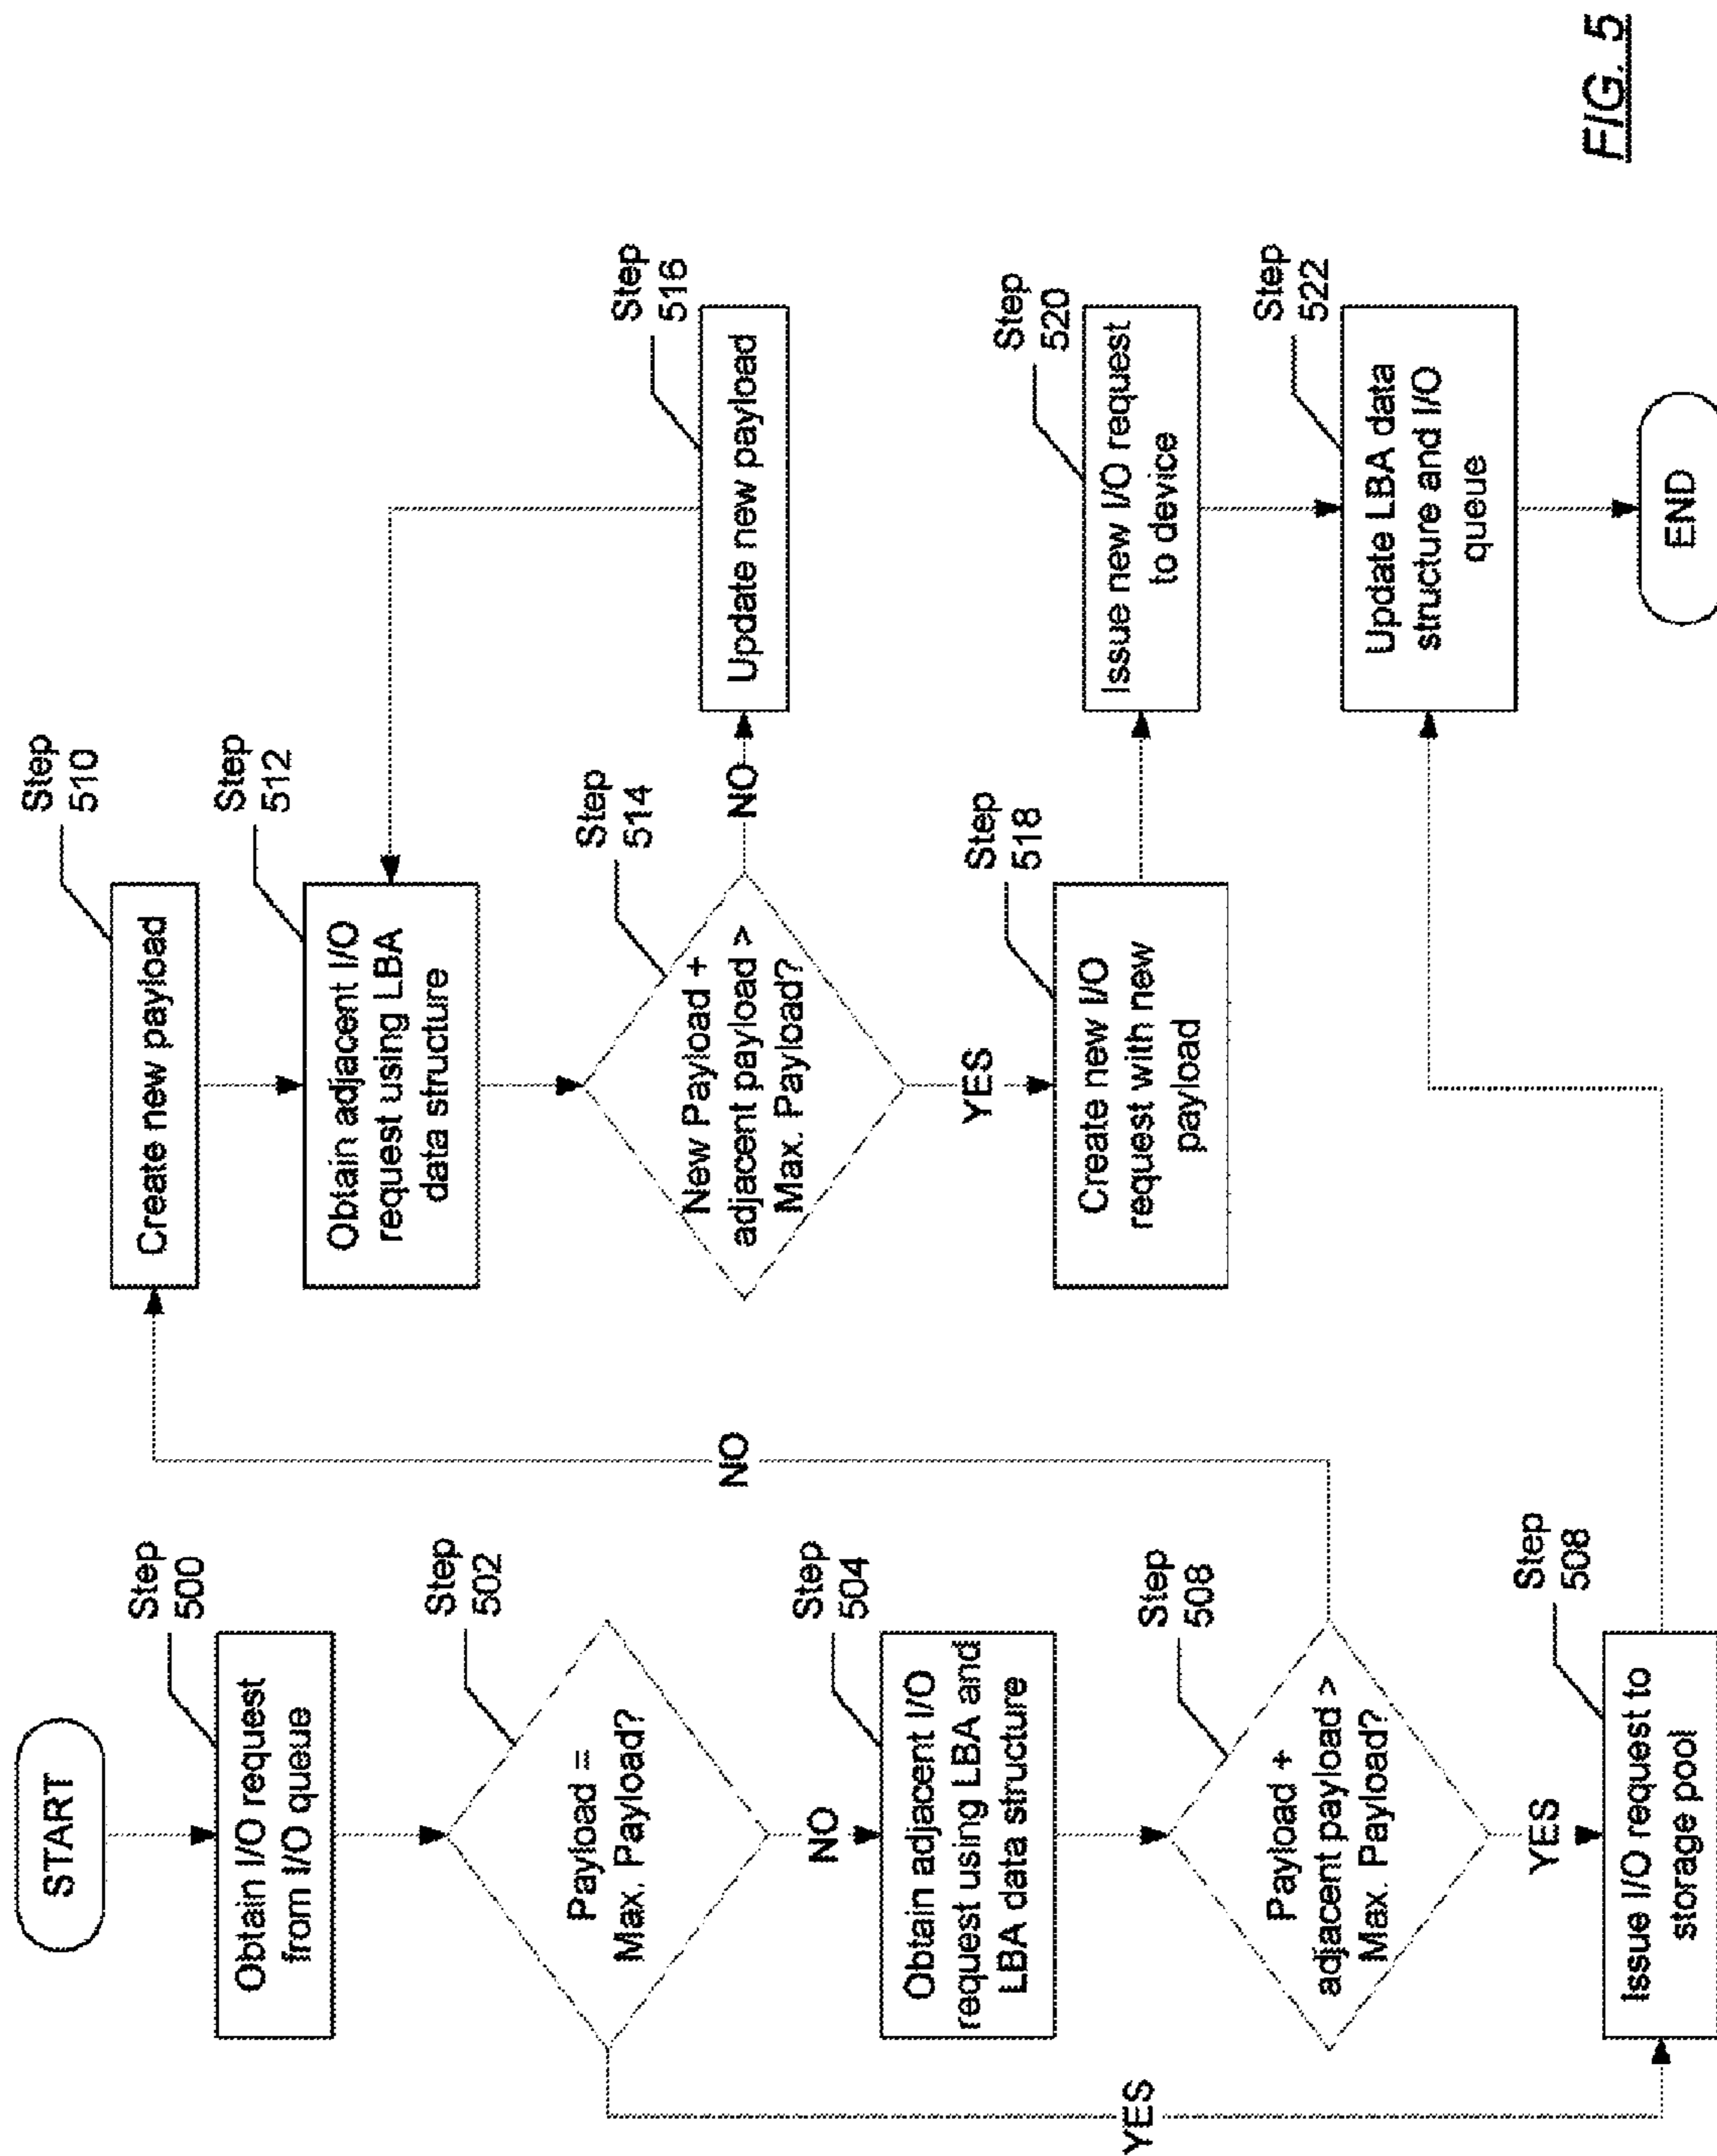 START
Step
500
Obtain I/O request
from I/O queue
Step
502
Payload =
Max. Payload?
NO
YES
Step
504
Obtain adjacent I/O
request using LBA and
LBA data structure
Step
508
Payload +
adjacent payload >
Max. Payload?
NO
YES
Step
508
Issue I/O request to
storage pool
Step
510
Create new payload
Step
512
Obtain adjacent I/O
request using LBA
data structure
Step
514
New Payload +
adjacent payload >
Max. Payload?
NO
YES
Step
516
Update new payload
Step
518
Create new I/O
request with new
payload
Step
520
Issue new I/O request
to device
Step
522
Update LBA data
structure and I/O
queue
END
FIG. 5